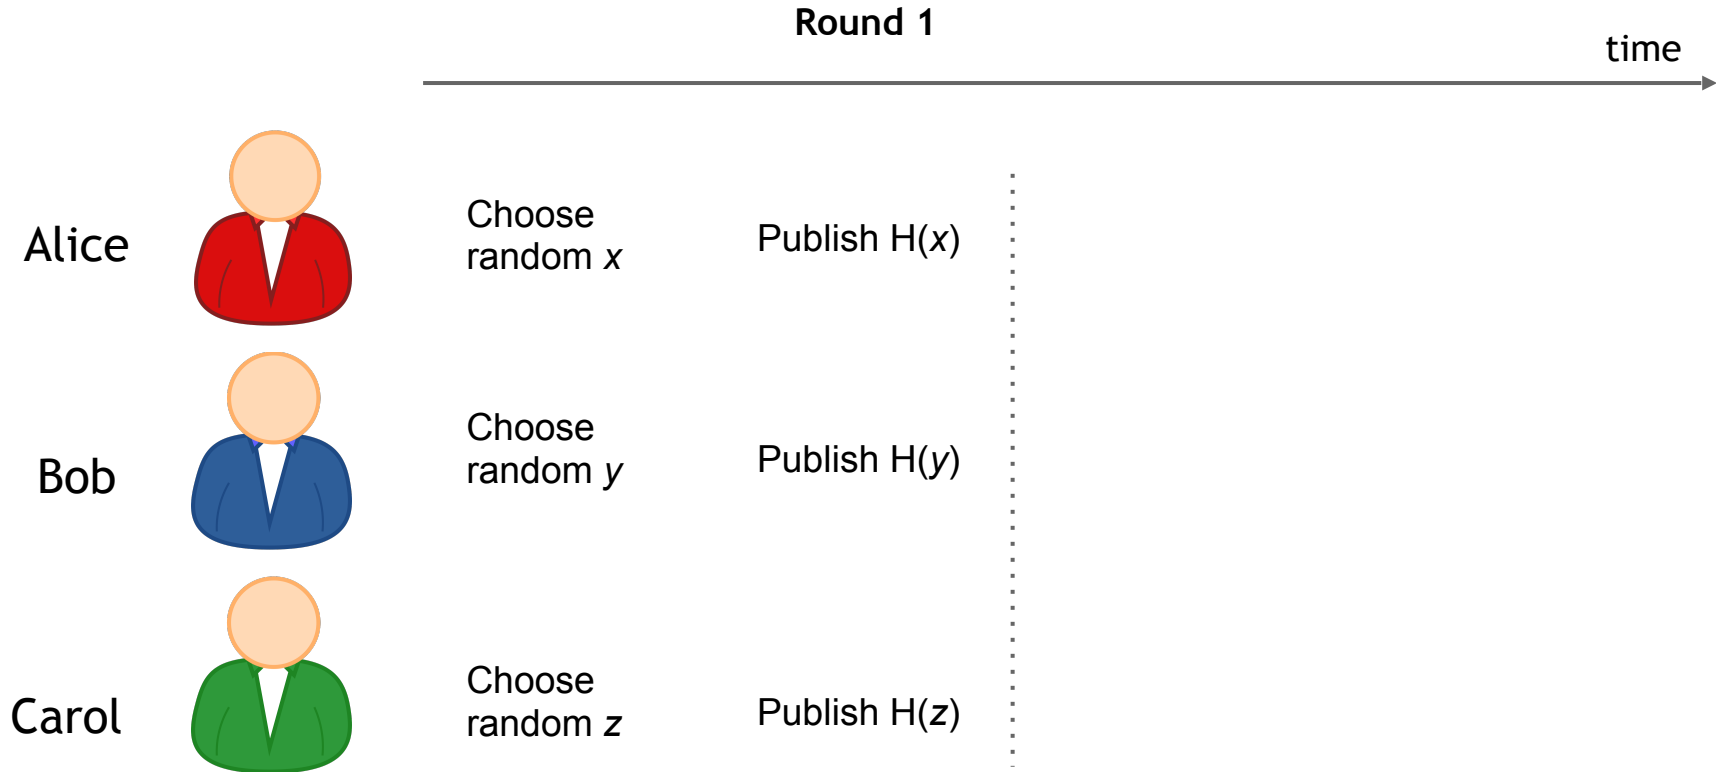 Round 1
time
Alice
Choose
random x
Publish H(x)
Bob
Choose
random y
Publish H(y)
Carol
Choose
random z
Publish H(z)